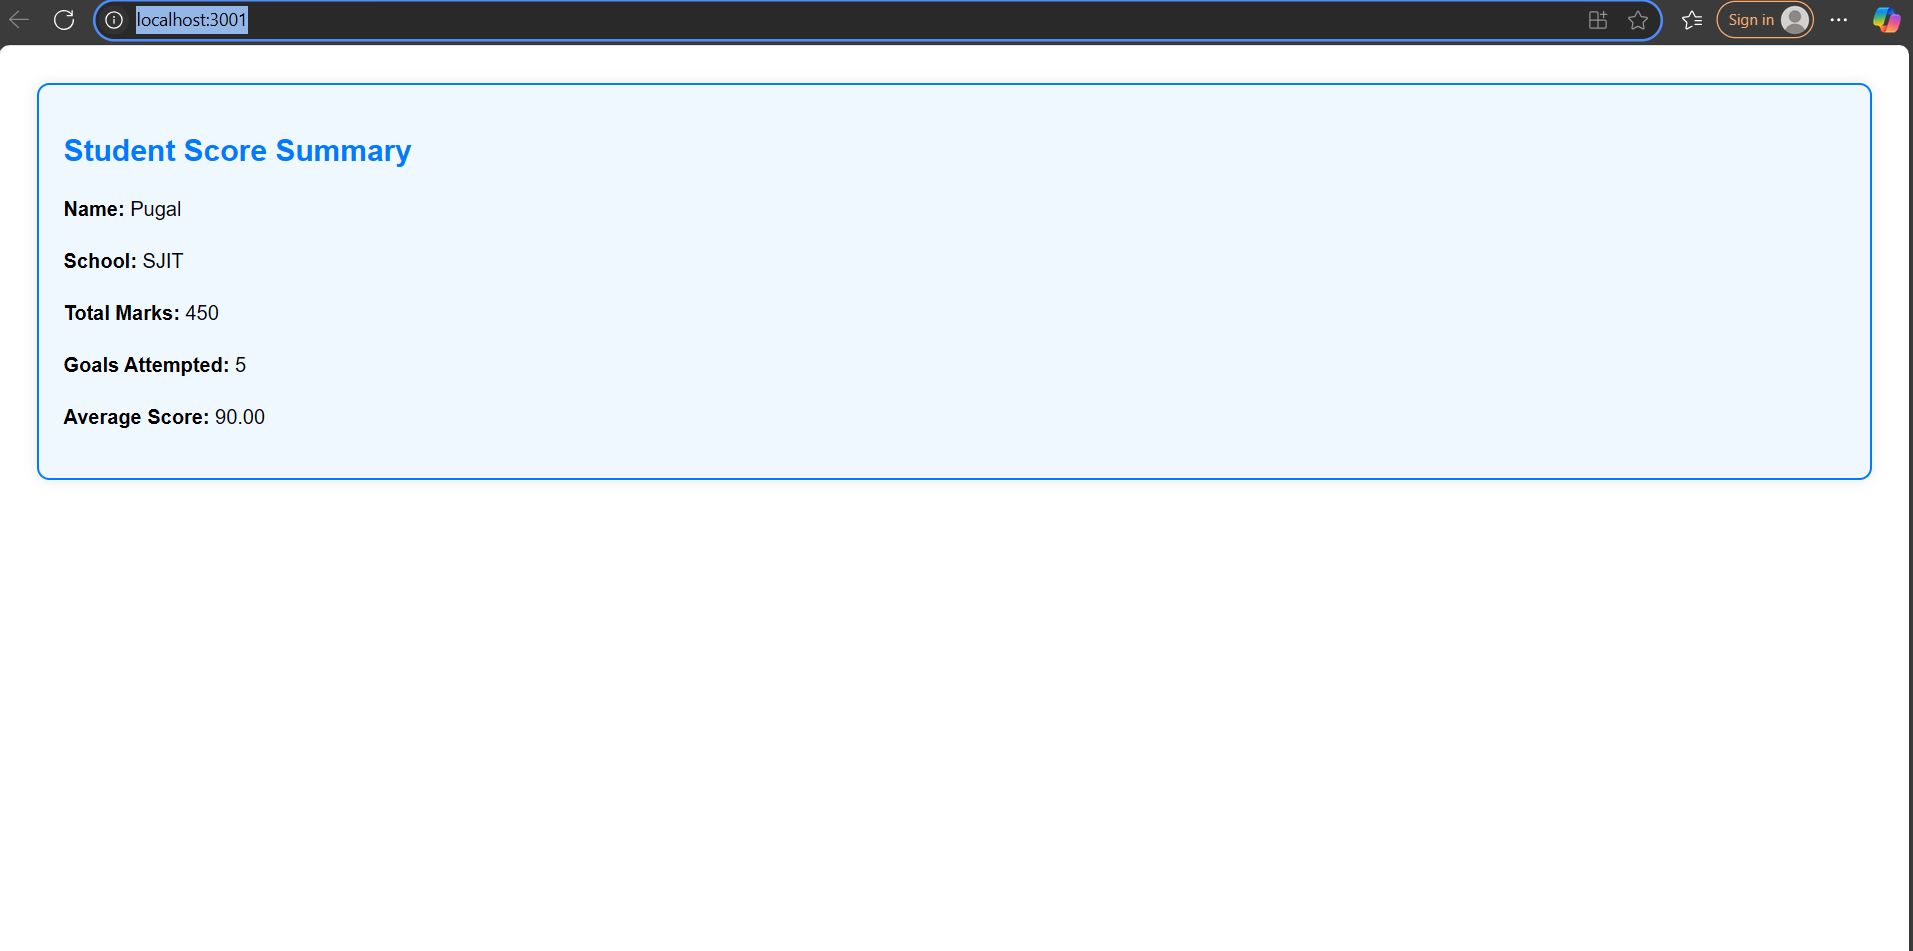 localhost:3001
Sign in
Student Score Summary
Name: Pugal
School: SJIT
Total Marks: 450
Goals Attempted: 5
Average Score: 90.00